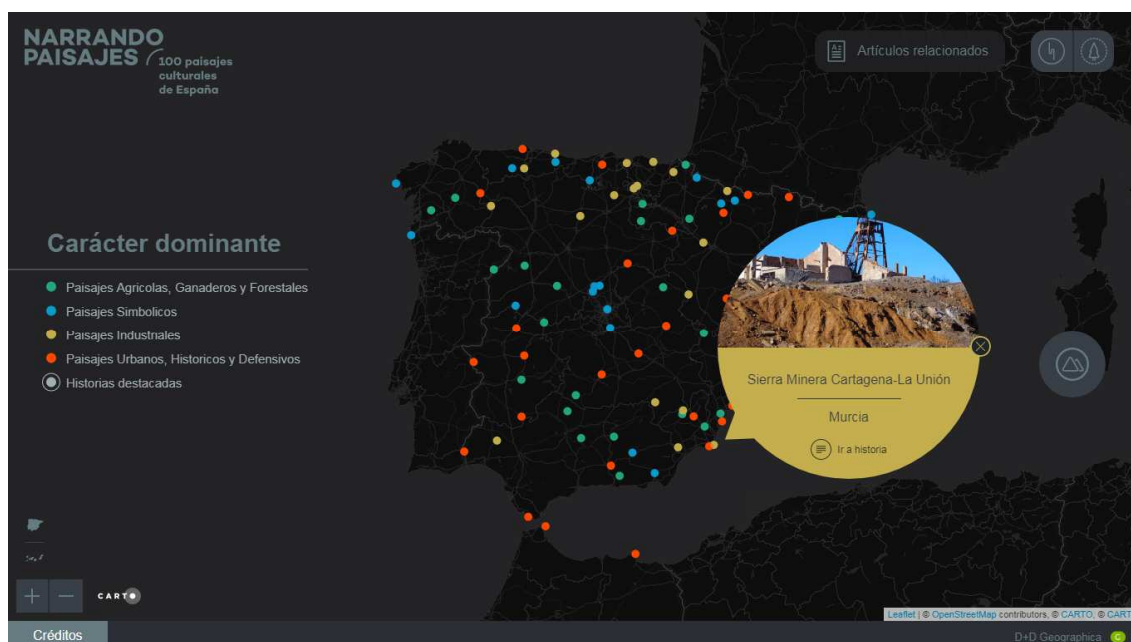 NARRANDO
PAISAJES
100 paisajes
culturales
de España
Artículos relacionados
Carácter dominante
Paisajes Agricolas, Ganaderos y Forestales
Paisajes Simbolicos
Paisajes Industriales
Paisajes Urbanos, Historicos y Defensivos
Historias destacadas
Sierra Minera Cartagena-La Unión
Murcia
Ir a historia
+ −
CARTO
Leaflet | © OpenStreetMap contributors, © CARTO, © CART
Créditos
D+D Geographica